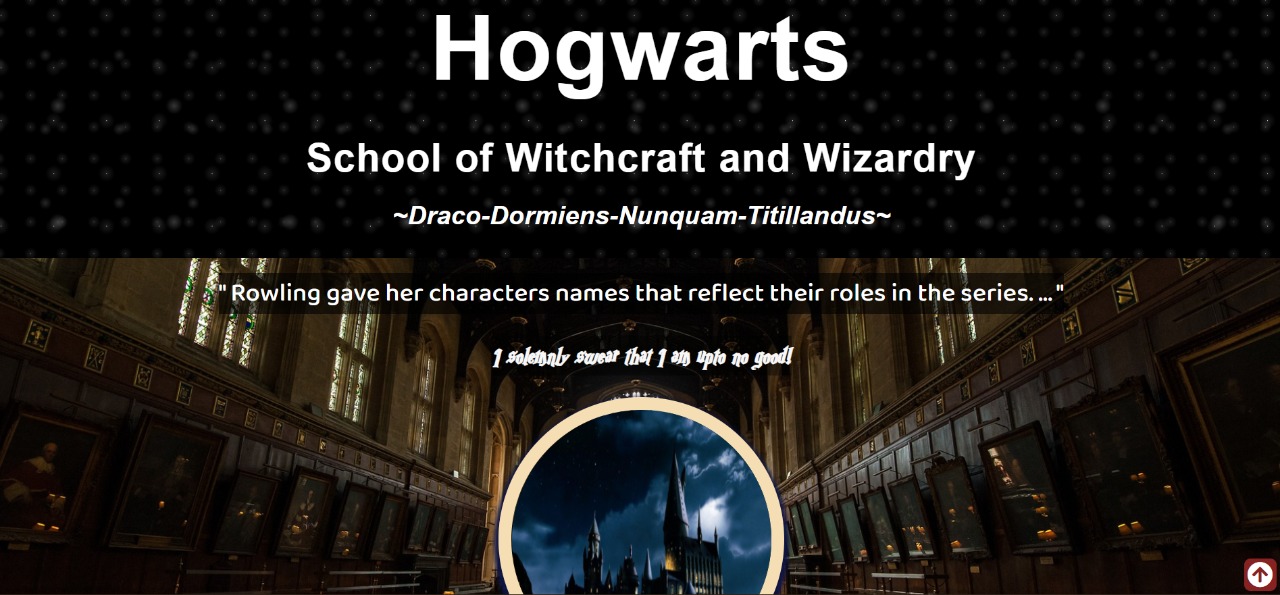 Hogwarts
School of Witchcraft and Wizardry
~Draco-Dormiens-Nunquam-Titillandus~
" Rowling gave her characters names that reflect their roles in the series. ... "
I solemnly swear that I am upto no good!